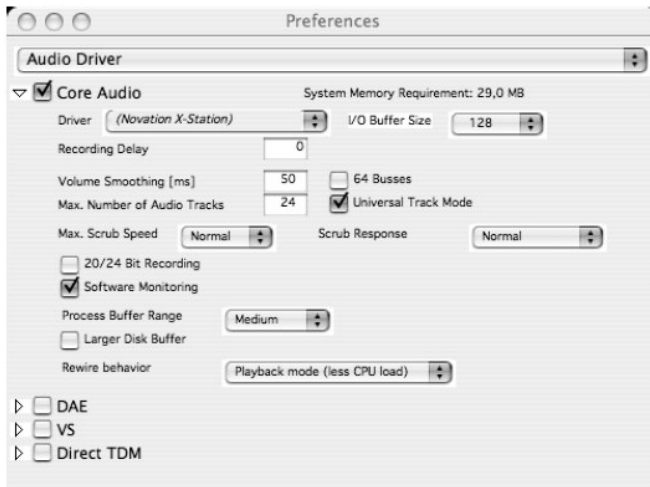 Preferences
Audio Driver
Core Audio System Memory Requirement: 29,0 MB
Driver (Novation X-Station) I/O Buffer Size 128
Recording Delay 0
Volume Smoothing [ms] 50 64 Busses
Max. Number of Audio Tracks 24 Universal Track Mode
Max. Scrub Speed Normal Scrub Response Normal
20/24 Bit Recording
Software Monitoring
Process Buffer Range Medium
Larger Disk Buffer
Rewire behavior Playback mode (less CPU load)
DAE
VS
Direct TDM